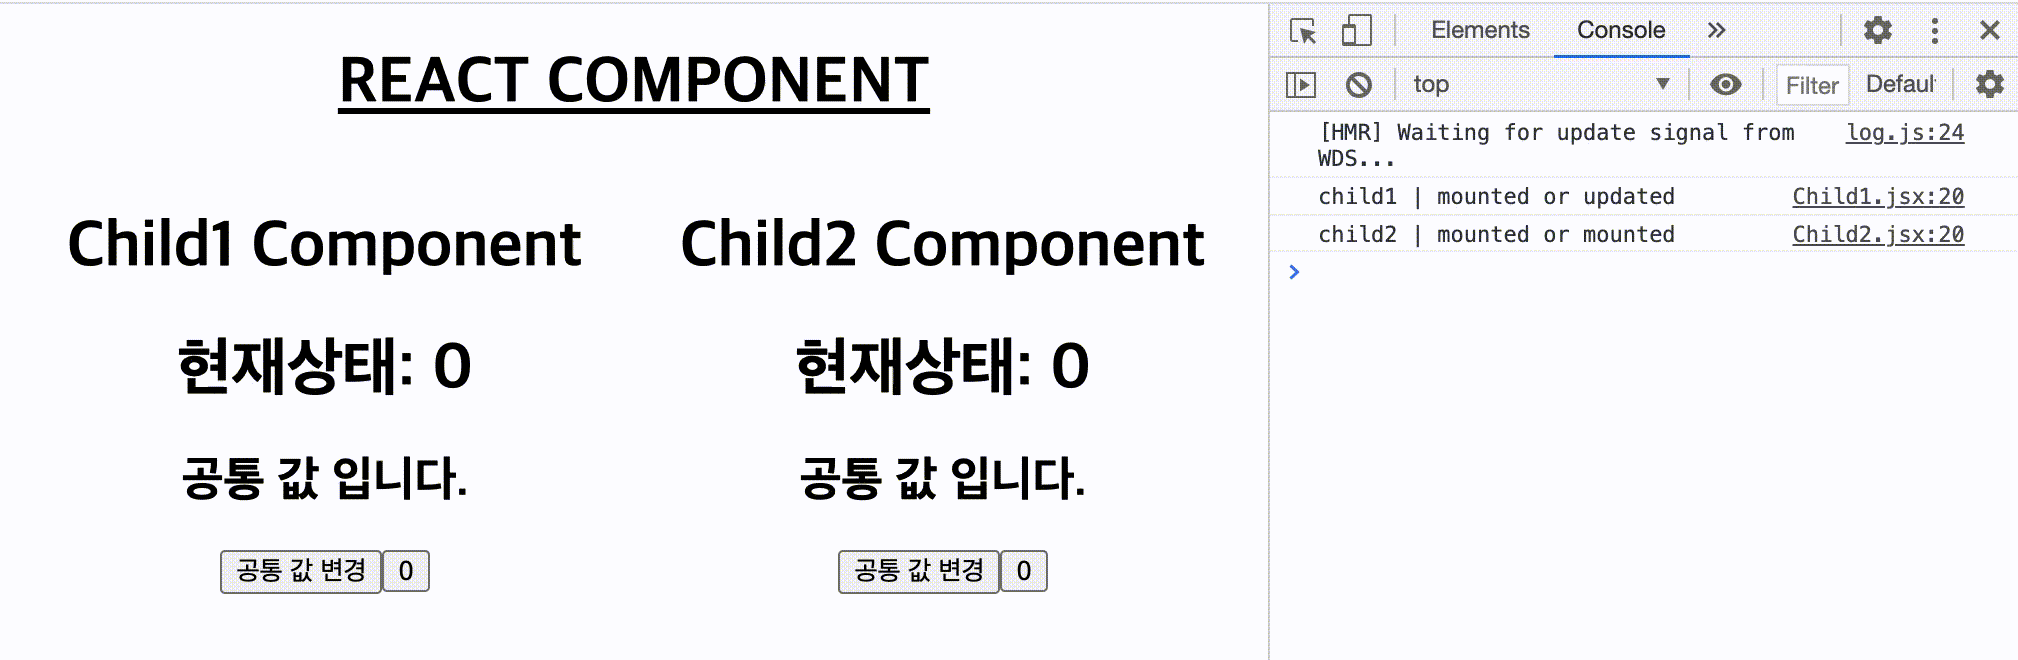 REACT COMPONENT
Child1 Component
현재상태: 0
공통 값 입니다.
공통 값 변경 0
Child2 Component
현재상태: 0
공통 값 입니다.
공통 값 변경 0
Elements Console »
top ▼ Filter Defaul
[HMR] Waiting for update signal from log.js:24
WDS...
child1 | mounted or updated Child1.jsx:20
child2 | mounted or mounted Child2.jsx:20